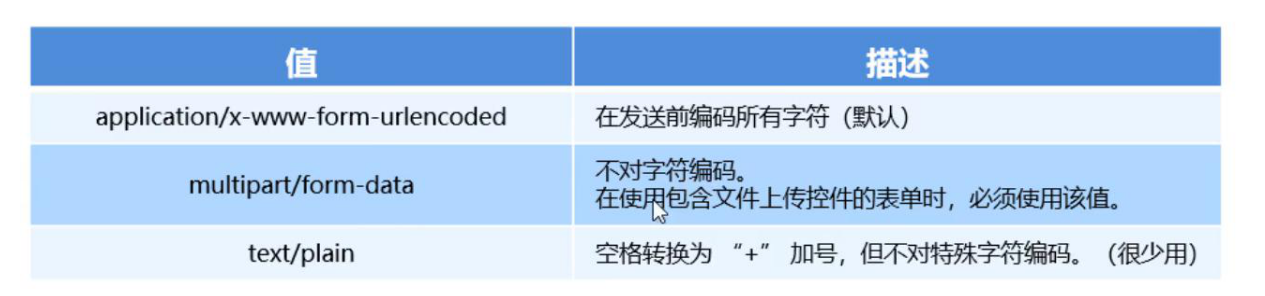 值
描述
application/x-www-form-urlencoded
在发送前编码所有字符（默认）
multipart/form-data
不对字符编码。
在使用包含文件上传控件的表单时，必须使用该值。
text/plain
空格转换为 “+” 加号，但不对特殊字符编码。（很少用）